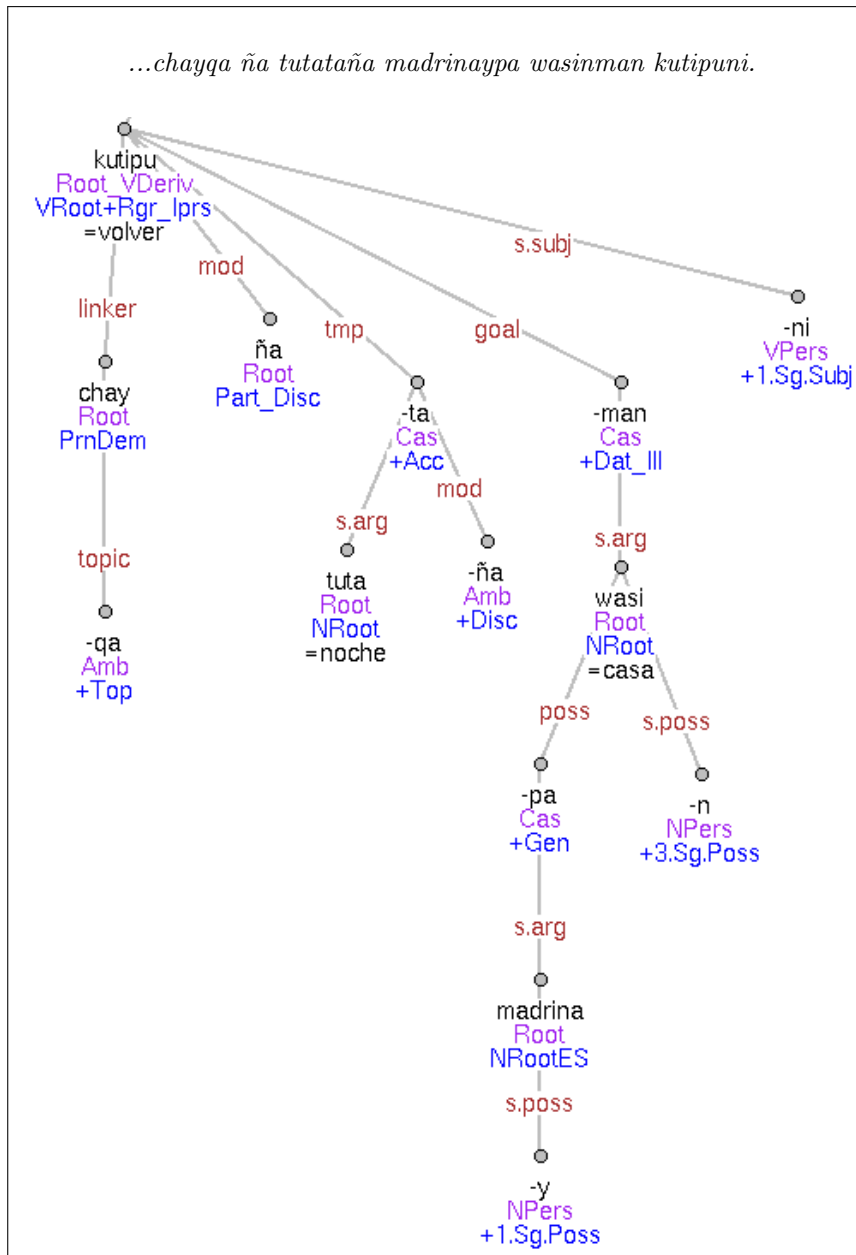 ...chayqa ña tutataña madrinaypa wasinman kutipuni.
kutipu
Root_VDeriv
VRoot+Rgr_Iprs
=volver
linker
chay
Root
PrnDem
topic
-qa
Amb
+Top
mod
ña
Root
Part_Disc
tmp
-ta
Cas
+Acc
s.arg
tuta
Root
NRoot
=noche
mod
-ña
Amb
+Disc
goal
-man
Cas
+Dat_Ill
s.arg
wasi
Root
NRoot
=casa
poss
-pa
Cas
+Gen
s.arg
madrina
Root
NRootES
s.poss
-y
NPers
+1.Sg.Poss
s.poss
-n
NPers
+3.Sg.Poss
s.subj
-ni
VPers
+1.Sg.Subj